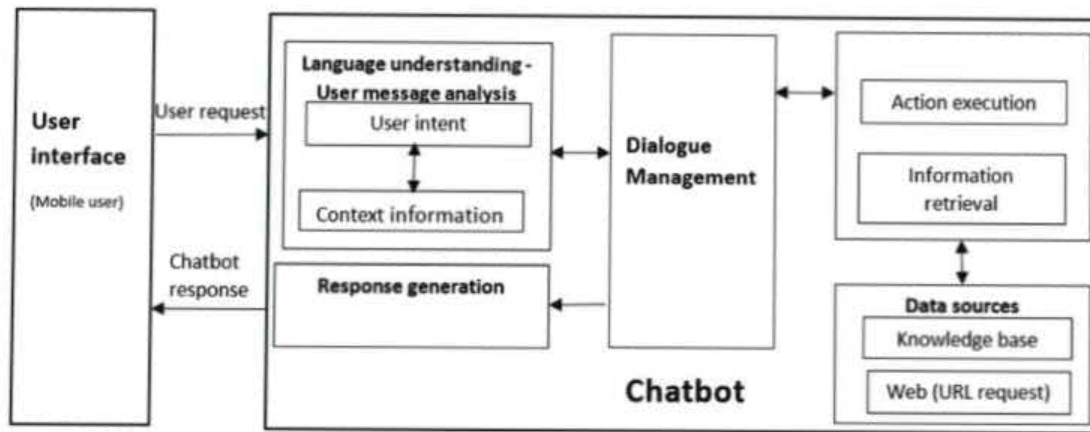 User
interface
(Mobile user)
User request
Chatbot
response
Language understanding -
User message analysis
User intent
Context information
Response generation
Dialogue
Management
Action execution
Information
retrieval
Data sources
Knowledge base
Web (URL request)
Chatbot